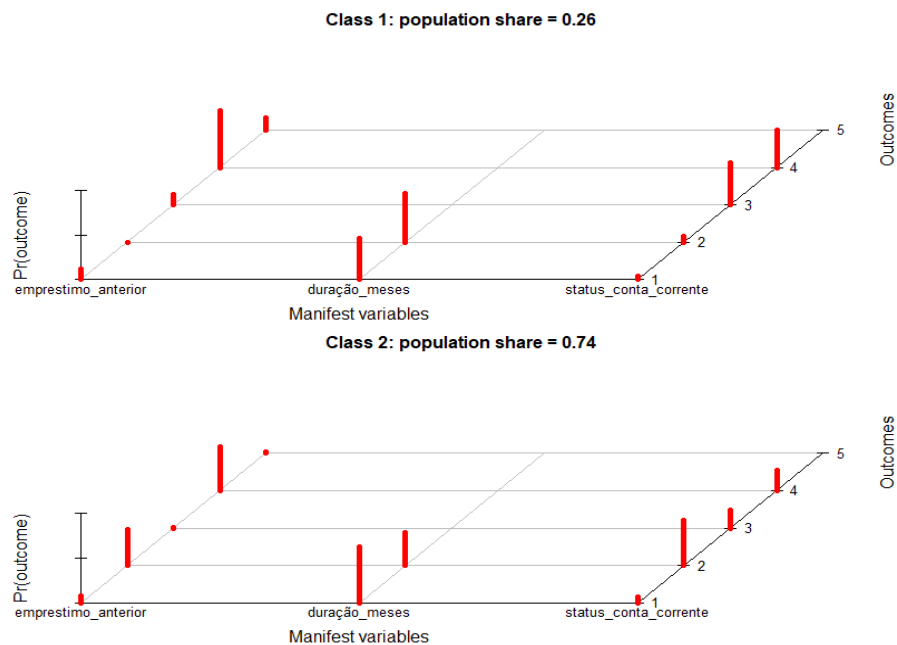 Class 1: population share = 0.26
Outcomes
5
4
3
2
1
Pr(outcome)
emprestimo_anterior
duração_meses
status_conta_corrente
Manifest variables
Class 2: population share = 0.74
Outcomes
5
4
3
2
1
Pr(outcome)
emprestimo_anterior
duração_meses
status_conta_corrente
Manifest variables